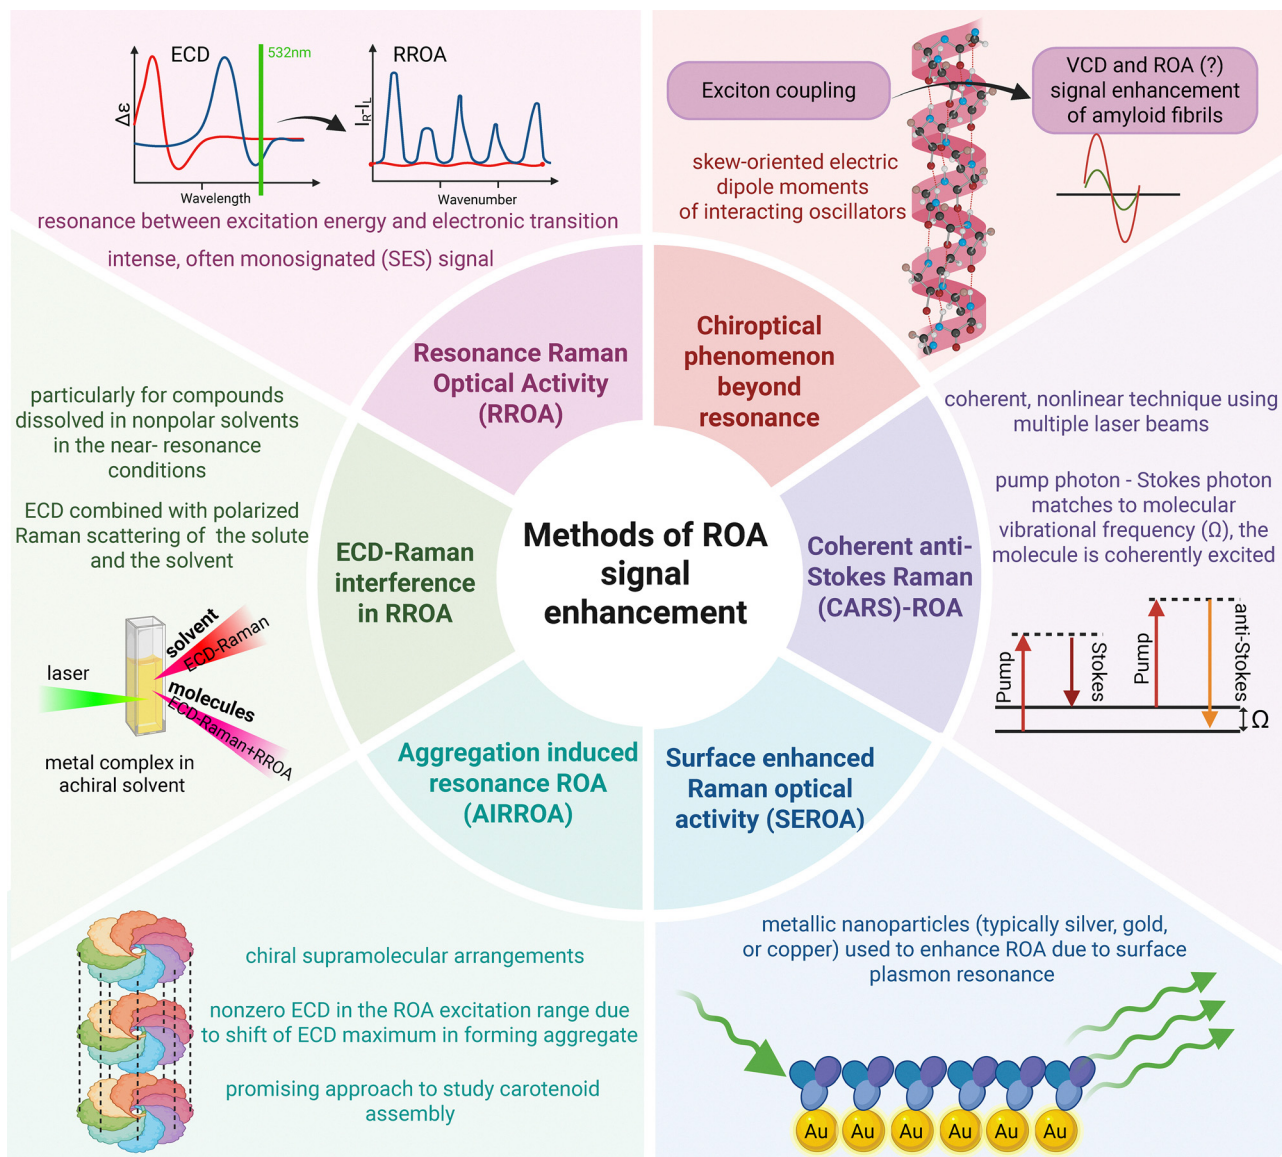 ECD
532nm
Δε
Wavelength
RROA
I_R-I_L
Wavenumber
resonance between excitation energy and electronic transition
intense, often monosignated (SES) signal
Exciton coupling
VCD and ROA (?)
signal enhancement
of amyloid fibrils
skew-oriented electric
dipole moments
of interacting oscillators
Resonance Raman
Optical Activity
(RROA)
Chiroptical
phenomenon
beyond
resonance
particularly for compounds
dissolved in nonpolar solvents
in the near- resonance
conditions
ECD combined with polarized
Raman scattering of the solute
and the solvent
laser
solvent
ECD-Raman
molecules
ECD-Raman+RROA
metal complex in
achiral solvent
ECD-Raman
interference
in RROA
Methods of ROA
signal
enhancement
Coherent anti-
Stokes Raman
(CARS)-ROA
coherent, nonlinear technique using
multiple laser beams
pump photon - Stokes photon
matches to molecular
vibrational frequency (Ω), the
molecule is coherently excited
Pump
Stokes
Pump
anti-Stokes
Ω
Aggregation induced
resonance ROA
(AIRROA)
Surface enhanced
Raman optical
activity (SEROA)
chiral supramolecular arrangements
nonzero ECD in the ROA excitation range due
to shift of ECD maximum in forming aggregate
promising approach to study carotenoid
assembly
metallic nanoparticles (typically silver, gold,
or copper) used to enhance ROA due to surface
plasmon resonance
Au Au Au Au Au Au